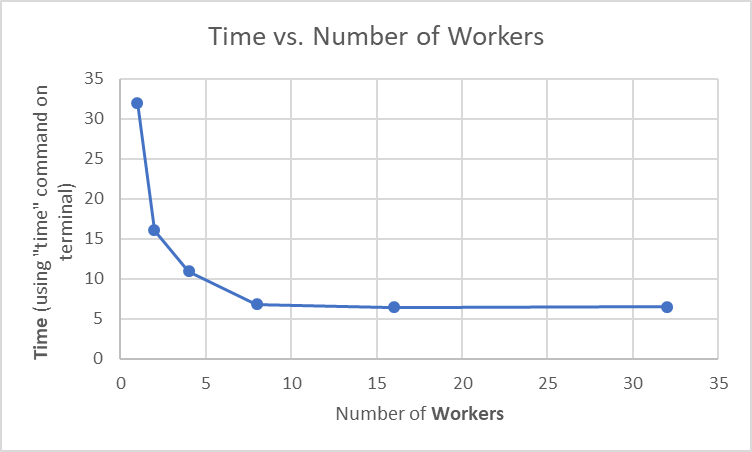 Time vs. Number of Workers
Time (using "time" command on
terminal)
35
30
25
20
15
10
5
0
0 5 10 15 20 25 30 35
Number of Workers